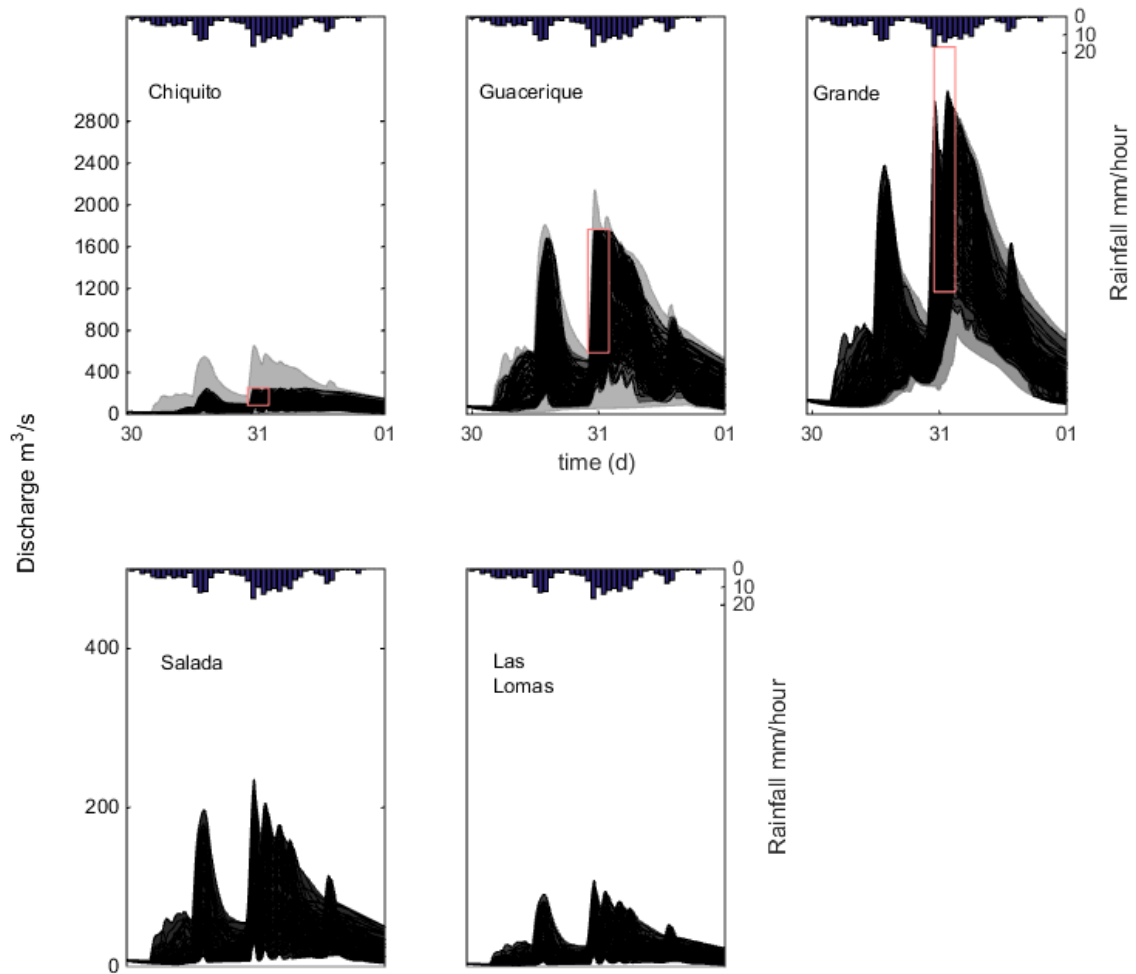 0
10
20
Chiquito
Guacerique
Grande
2800
2400
2000
1600
1200
800
400
0
30
31
01
30
31
01
30
31
01
time (d)
Rainfall mm/hour
Discharge m³/s
0
10
20
400
Salada
Las
Lomas
200
0
Rainfall mm/hour